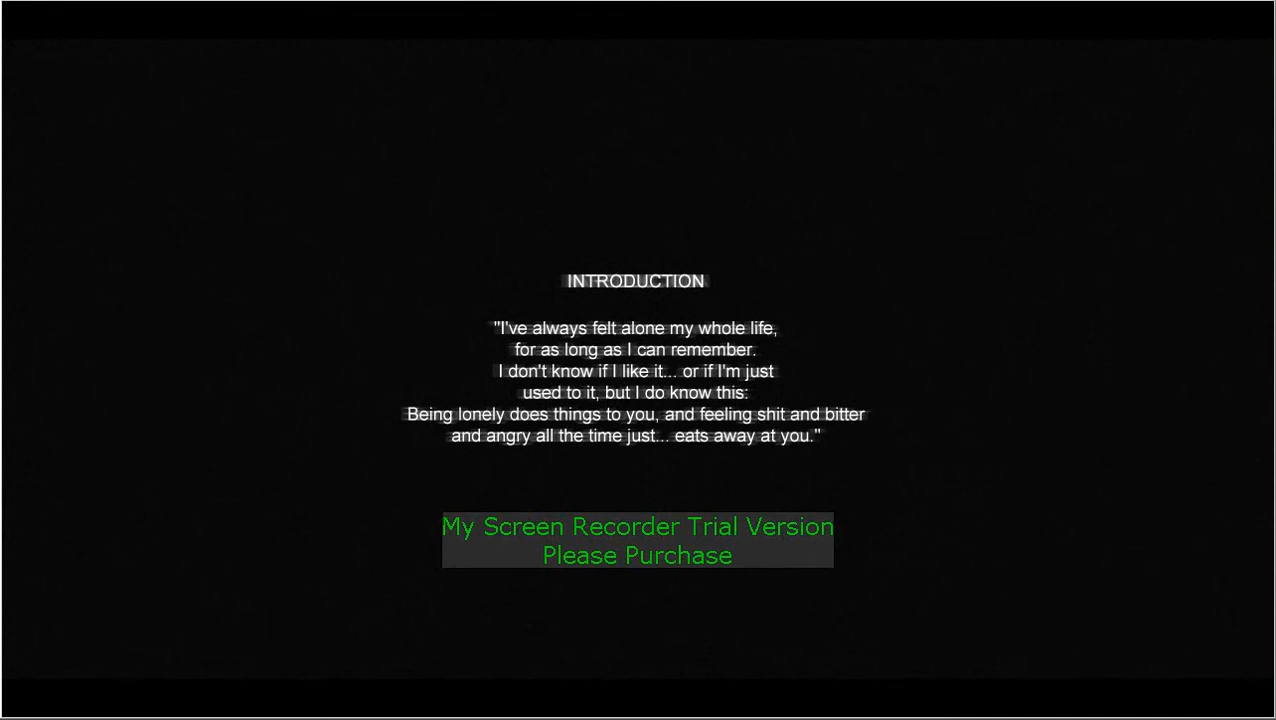 INTRODUCTION
"I've always felt alone my whole life,
for as long as I can remember.
I don't know if I like it... or if I'm just
used to it, but I do know this:
Being lonely does things to you, and feeling shit and bitter
and angry all the time just... eats away at you."
My Screen Recorder Trial Version
Please Purchase